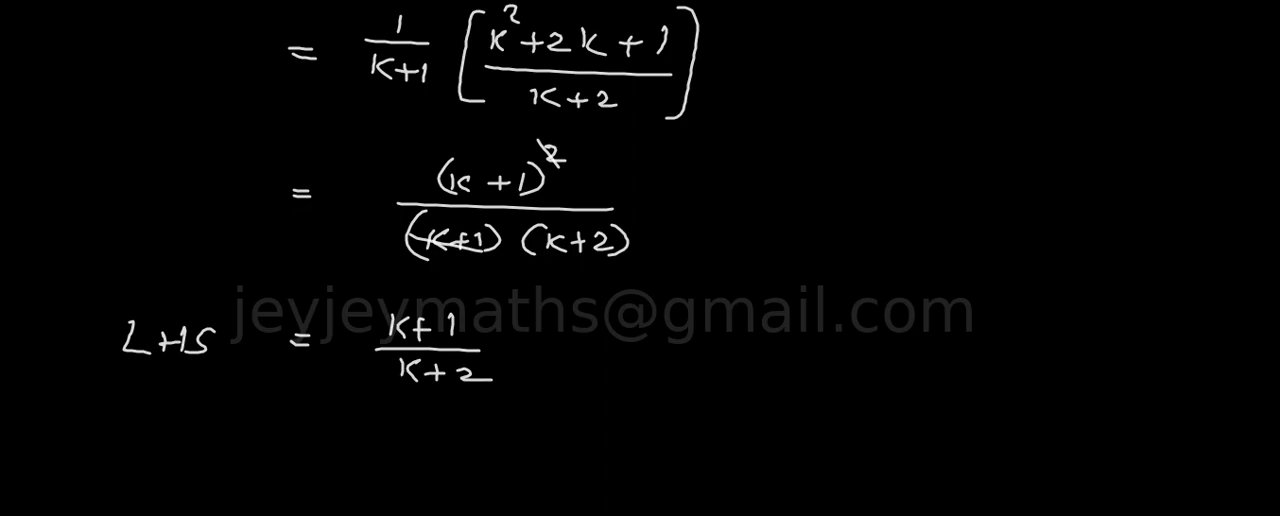 = 1/(K+1) [(K²+2K+1)/(K+2)]
= (K+1)²/((K+1)(K+2))
jeyjeymaths@gmail.com
LHS = (K+1)/(K+2)